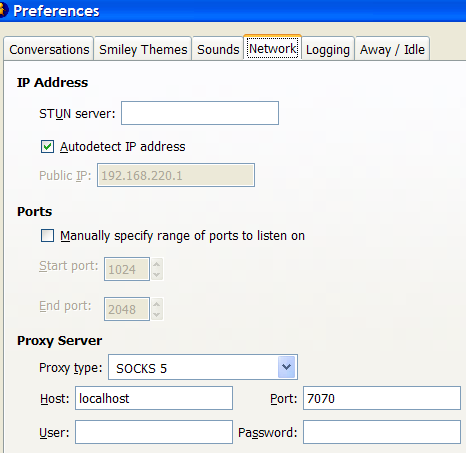 Preferences
Conversations Smiley Themes Sounds Network Logging Away / Idle
IP Address
STUN server:
Autodetect IP address
Public IP: 192.168.220.1
Ports
Manually specify range of ports to listen on
Start port: 1024
End port: 2048
Proxy Server
Proxy type: SOCKS 5
Host: localhost Port: 7070
User: Password: